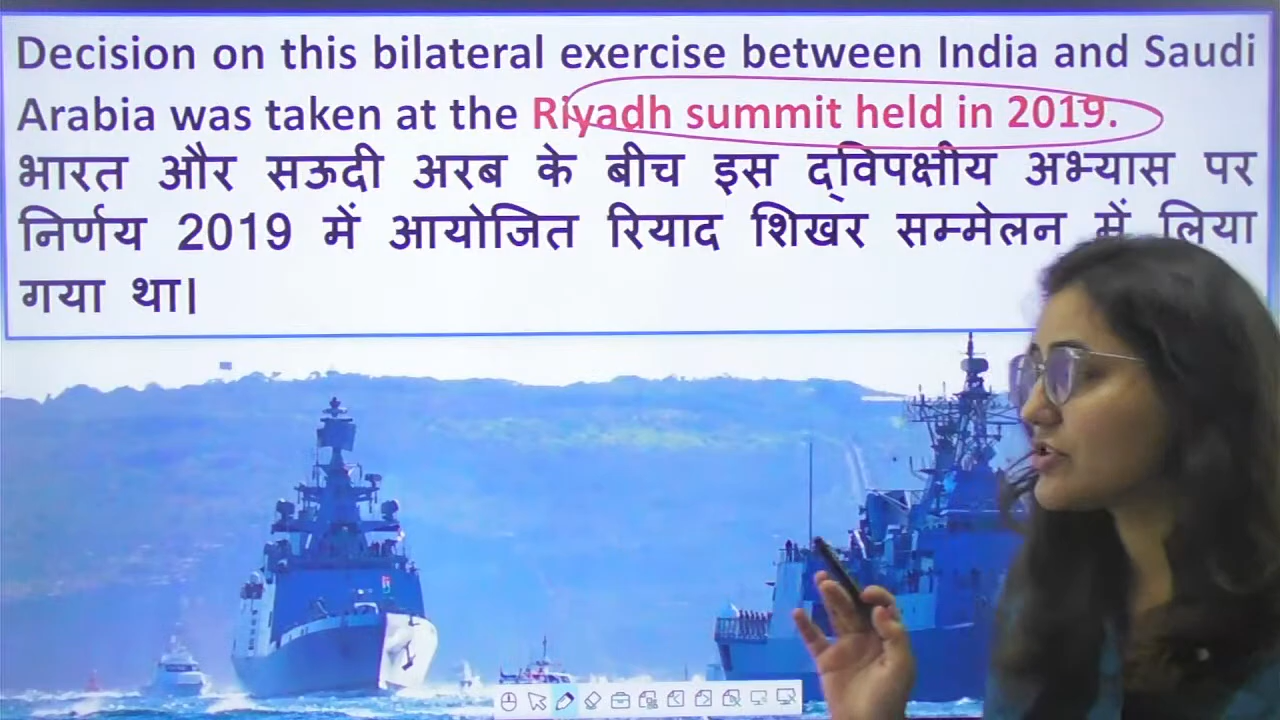 Decision on this bilateral exercise between India and Saudi
Arabia was taken at the Riyadh summit held in 2019.
भारत और सऊदी अरब के बीच इस द्विपक्षीय अभ्यास पर
निर्णय 2019 में आयोजित रियाद शिखर सम्मेलन में लिया
गया था।